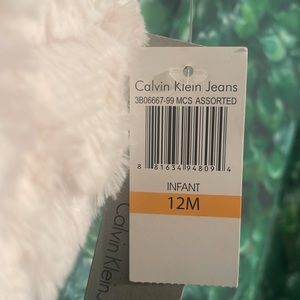 Calvin Klein Jeans
3B06667-99 MCS ASSORTED
8 81634 94809 4
INFANT
12M
Calvin Klein J